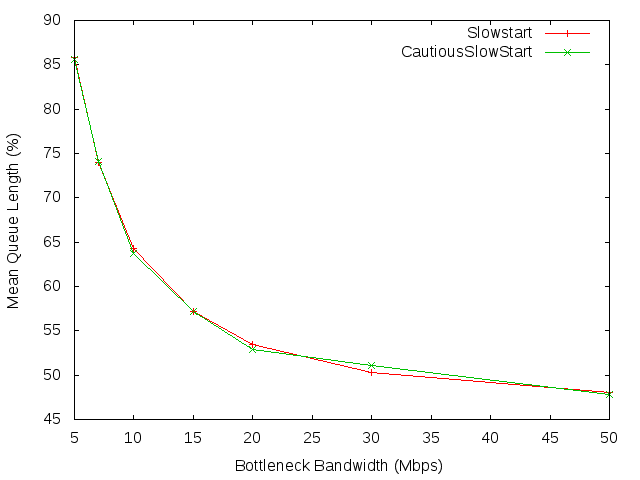 90
85
80
75
70
65
60
55
50
45
Mean Queue Length (%)
Slowstart
CautiousSlowStart
5 10 15 20 25 30 35 40 45 50
Bottleneck Bandwidth (Mbps)